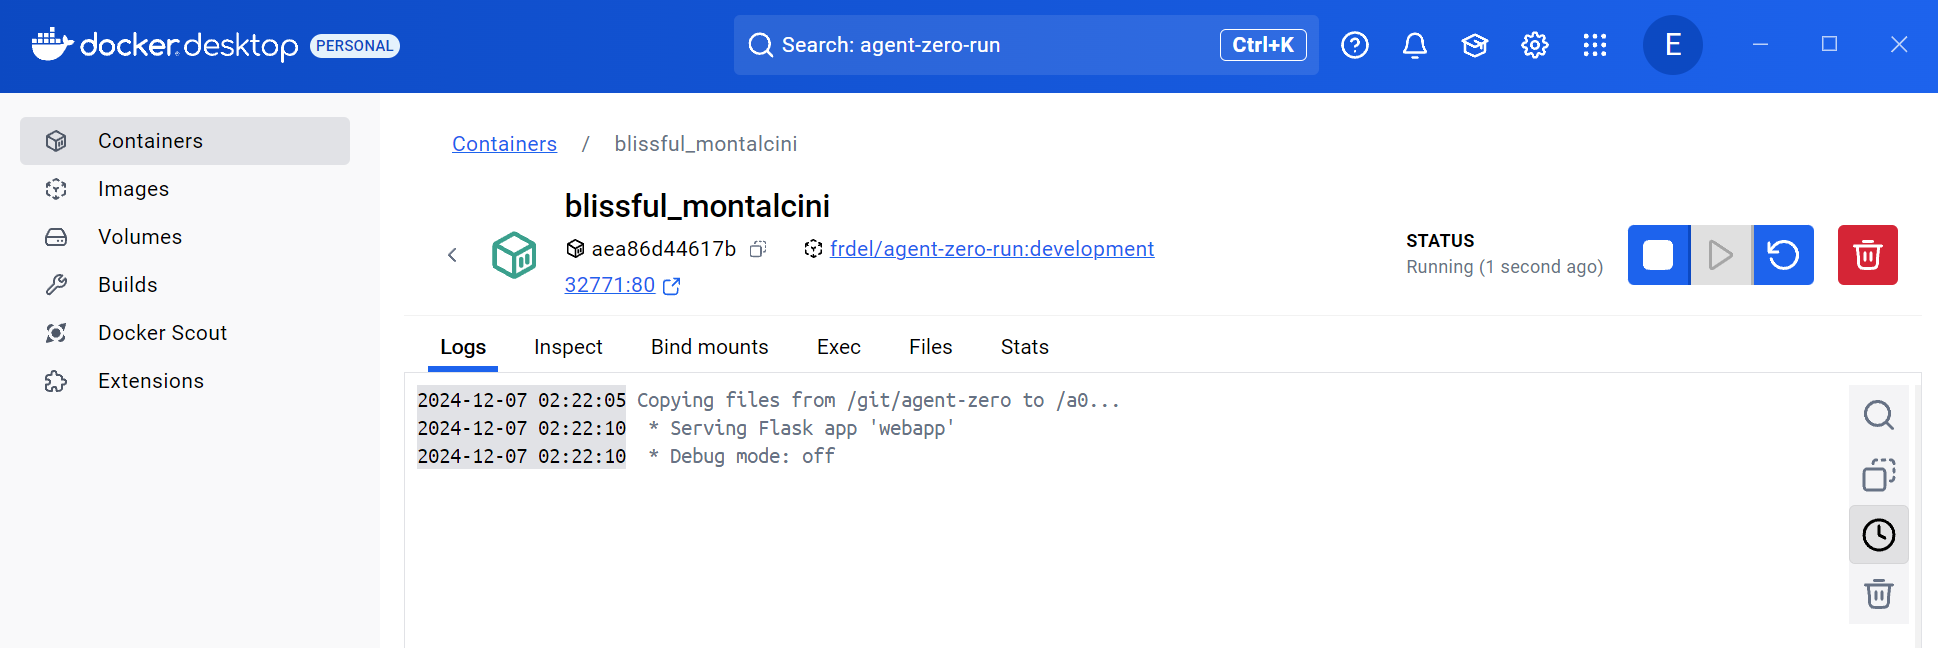 docker.desktop PERSONAL
Search: agent-zero-run Ctrl+K
E
Containers
Images
Volumes
Builds
Docker Scout
Extensions
Containers / blissful_montalcini
blissful_montalcini
aea86d44617b frdel/agent-zero-run:development
32771:80
STATUS
Running (1 second ago)
Logs Inspect Bind mounts Exec Files Stats
2024-12-07 02:22:05 Copying files from /git/agent-zero to /a0...
2024-12-07 02:22:10 * Serving Flask app 'webapp'
2024-12-07 02:22:10 * Debug mode: off